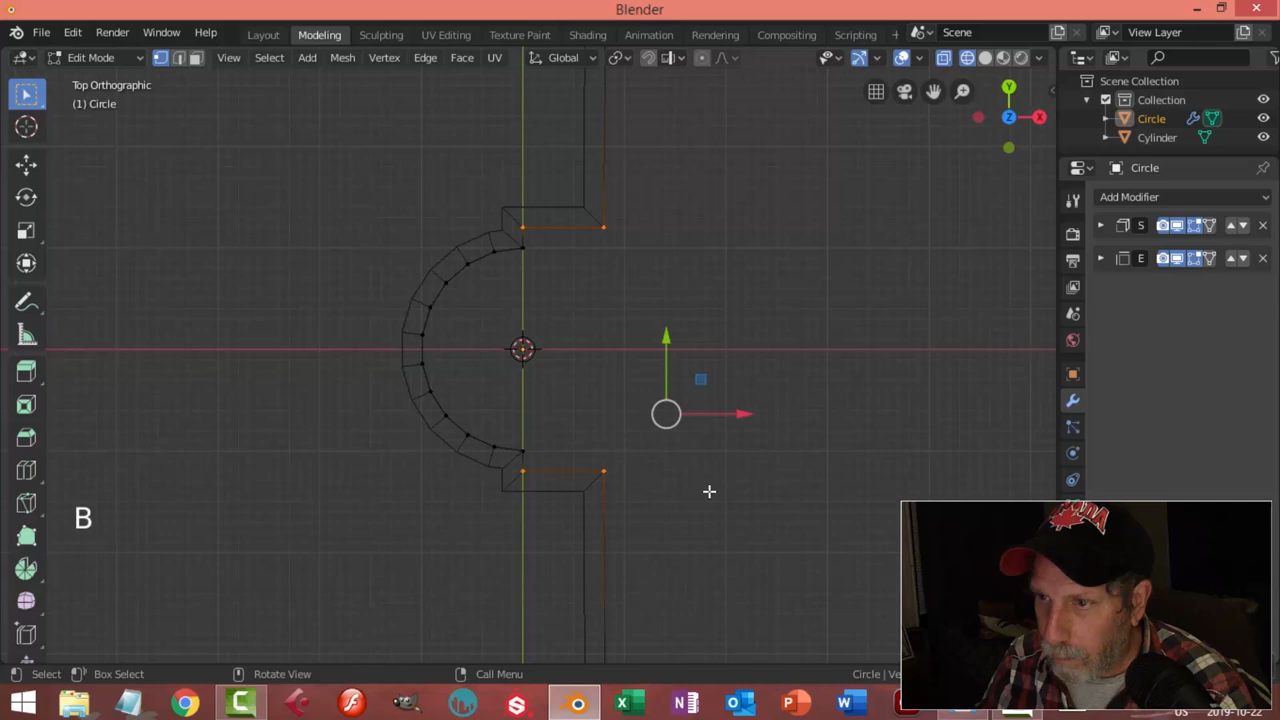 Blender
File Edit Render Window Help
Layout Modeling Sculpting UV Editing Texture Paint Shading Animation Rendering Compositing Scripting +
Scene
View Layer
Edit Mode View Select Add Mesh Vertex Edge Face UV Global
Top Orthographic
(1) Circle
Y
Z
X
Scene Collection
Collection
Circle
Cylinder
Circle
Add Modifier
S
E
B
Select Box Select Rotate View Call Menu Circle | Ve
US 2019-10-22